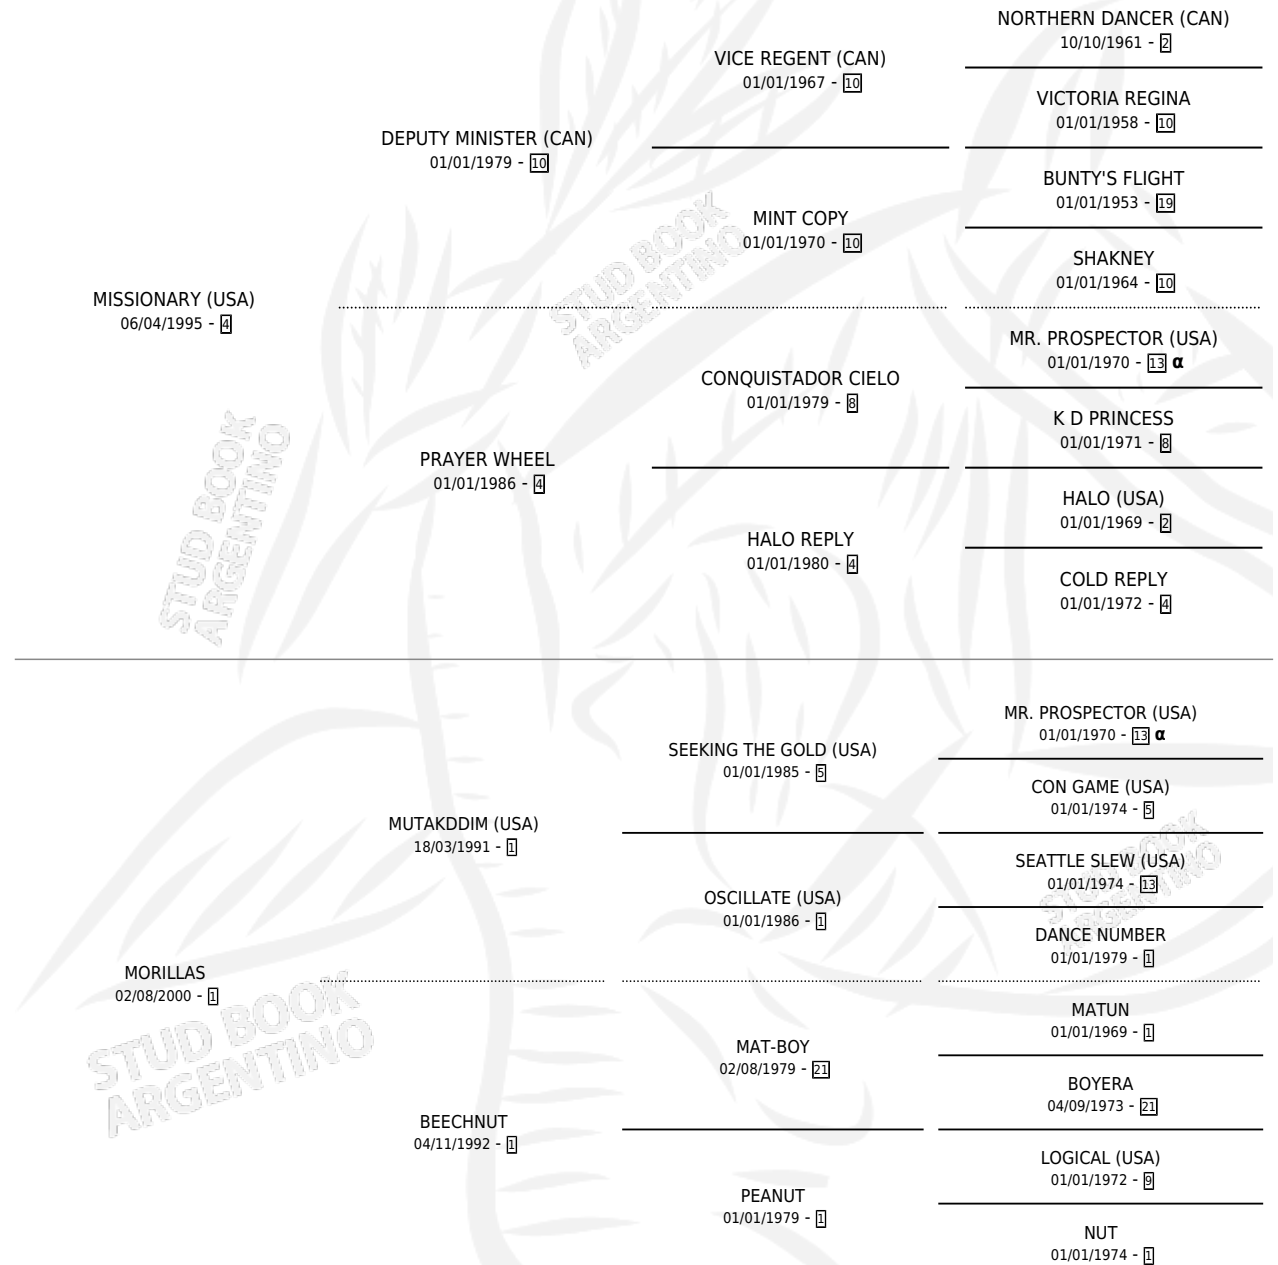 NORTHERN DANCER (CAN)
10/10/1961 - 2
VICE REGENT (CAN)
01/01/1967 - 10
VICTORIA REGINA
01/01/1958 - 10
DEPUTY MINISTER (CAN)
01/01/1979 - 10
BUNTY'S FLIGHT
01/01/1953 - 19
MINT COPY
01/01/1970 - 10
SHAKNEY
01/01/1964 - 10
MISSIONARY (USA)
06/04/1995 - 4
MR. PROSPECTOR (USA)
01/01/1970 - 13 α
CONQUISTADOR CIELO
01/01/1979 - 8
K D PRINCESS
01/01/1971 - 8
PRAYER WHEEL
01/01/1986 - 4
HALO (USA)
01/01/1969 - 2
HALO REPLY
01/01/1980 - 4
COLD REPLY
01/01/1972 - 4
MR. PROSPECTOR (USA)
01/01/1970 - 13 α
SEEKING THE GOLD (USA)
01/01/1985 - 5
CON GAME (USA)
01/01/1974 - 5
MUTAKDDIM (USA)
18/03/1991 - 1
SEATTLE SLEW (USA)
01/01/1974 - 13
OSCILLATE (USA)
01/01/1986 - 1
DANCE NUMBER
01/01/1979 - 1
MORILLAS
02/08/2000 - 1
MATUN
01/01/1969 - 1
MAT-BOY
02/08/1979 - 21
BOYERA
04/09/1973 - 21
BEECHNUT
04/11/1992 - 1
LOGICAL (USA)
01/01/1972 - 9
PEANUT
01/01/1979 - 1
NUT
01/01/1974 - 1
STUD BOOK
ARGENTINO
STUD BOOK
ARGENTINO
STUD BOOK
ARGENTINO
STUD BOOK
ARGENTINO